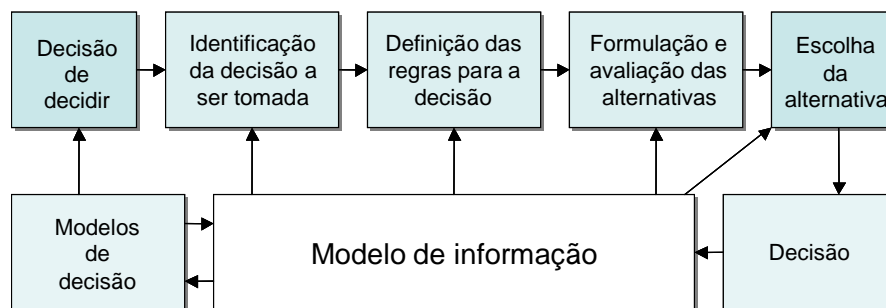 Decisão
de
decidir
Identificação
da decisão a
ser tomada
Definição das
regras para a
decisão
Formulação e
avaliação das
alternativas
Escolha
da
alternativa
Modelos
de
decisão
Modelo de informação
Decisão